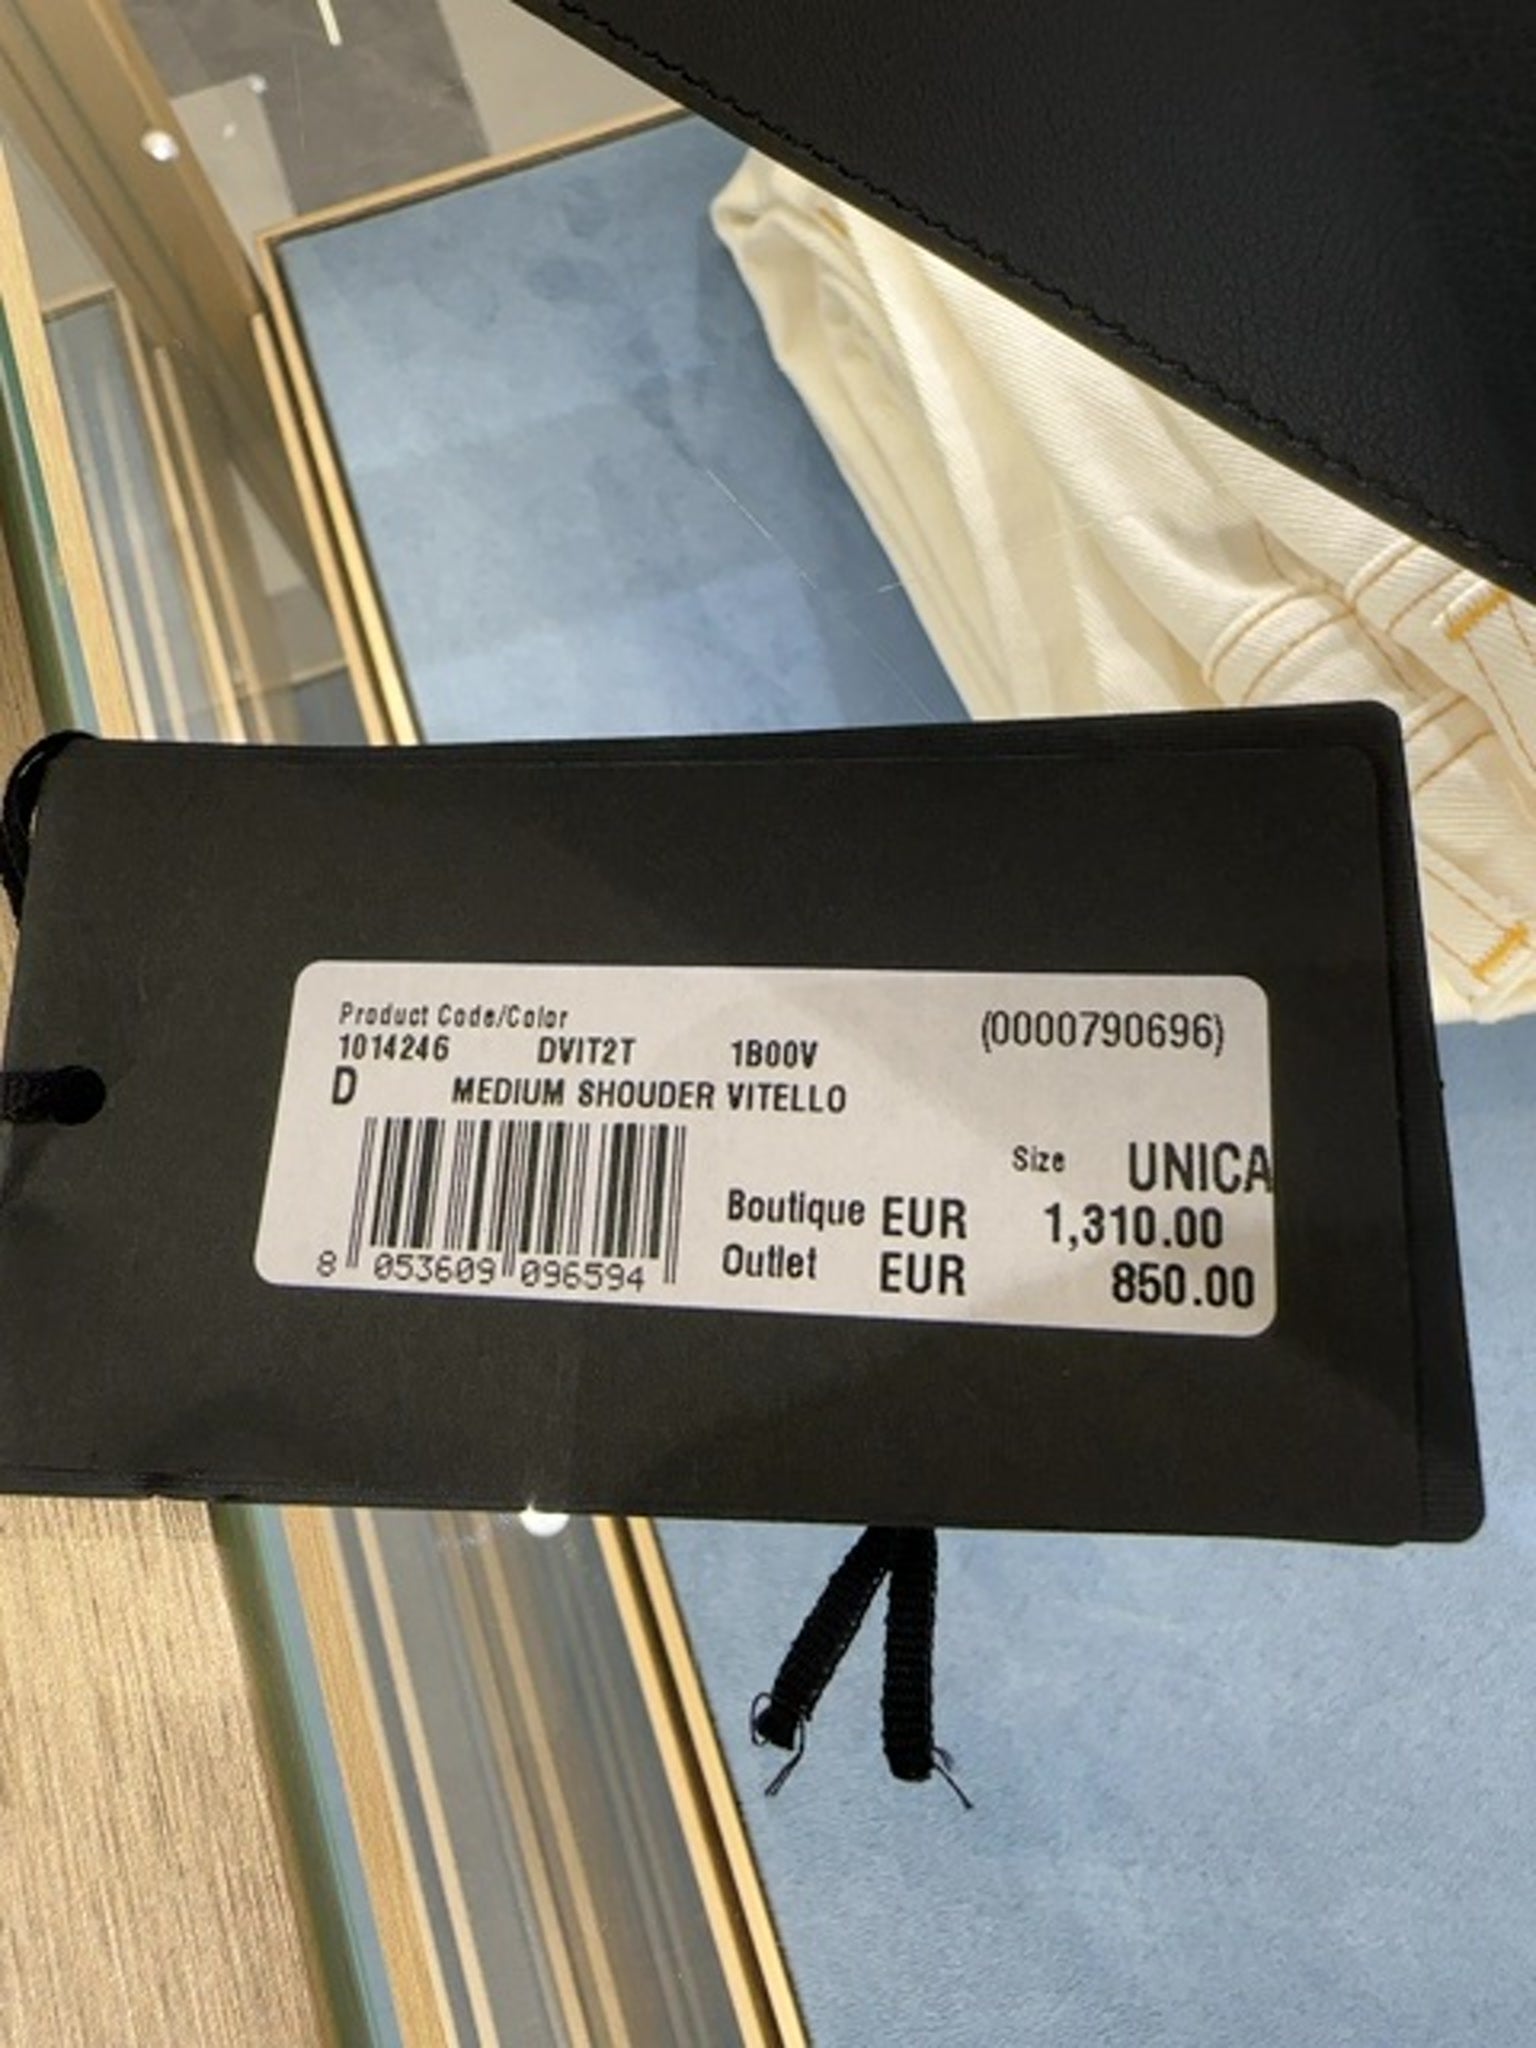 Product Code/Color
(0000790696)
1014246 DVIT2T 1B00V
D MEDIUM SHOUDER VITELLO
Size UNICA
Boutique EUR 1,310.00
Outlet EUR 850.00
8 053609 096594